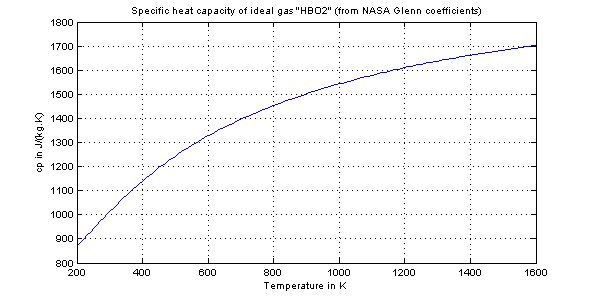 Specific heat capacity of ideal gas "HBO2" (from NASA Glenn coefficients)
1800
1700
1600
1500
1400
1300
1200
1100
1000
900
800
cp in J/(kg.K)
200 400 600 800 1000 1200 1400 1600
Temperature in K